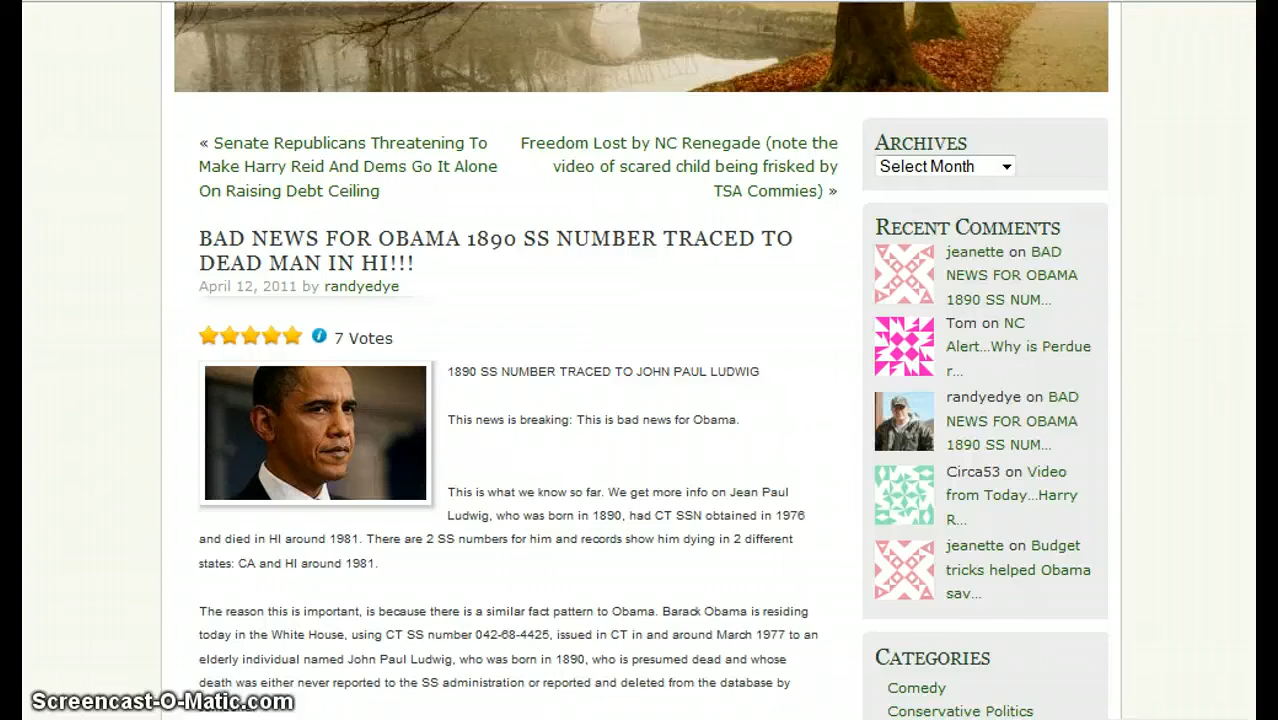 « Senate Republicans Threatening To
Make Harry Reid And Dems Go It Alone
On Raising Debt Ceiling
Freedom Lost by NC Renegade (note the
video of scared child being frisked by
TSA Commies) »
BAD NEWS FOR OBAMA 1890 SS NUMBER TRACED TO
DEAD MAN IN HI!!!
April 12, 2011 by randyedye
7 Votes
1890 SS NUMBER TRACED TO JOHN PAUL LUDWIG
This news is breaking: This is bad news for Obama.
This is what we know so far. We get more info on Jean Paul
Ludwig, who was born in 1890, had CT SSN obtained in 1976
and died in HI around 1981. There are 2 SS numbers for him and records show him dying in 2 different
states: CA and HI around 1981.
The reason this is important, is because there is a similar fact pattern to Obama. Barack Obama is residing
today in the White House, using CT SS number 042-68-4425, issued in CT in and around March 1977 to an
elderly individual named John Paul Ludwig, who was born in 1890, who is presumed dead and whose
death was either never reported to the SS administration or reported and deleted from the database by
ARCHIVES
Select Month
RECENT COMMENTS
jeanette on BAD
NEWS FOR OBAMA
1890 SS NUM...
Tom on NC
Alert...Why is Perdue
r...
randyedye on BAD
NEWS FOR OBAMA
1890 SS NUM...
Circa53 on Video
from Today...Harry
R...
jeanette on Budget
tricks helped Obama
sav...
CATEGORIES
Comedy
Conservative Politics
Screencast-O-Matic.com